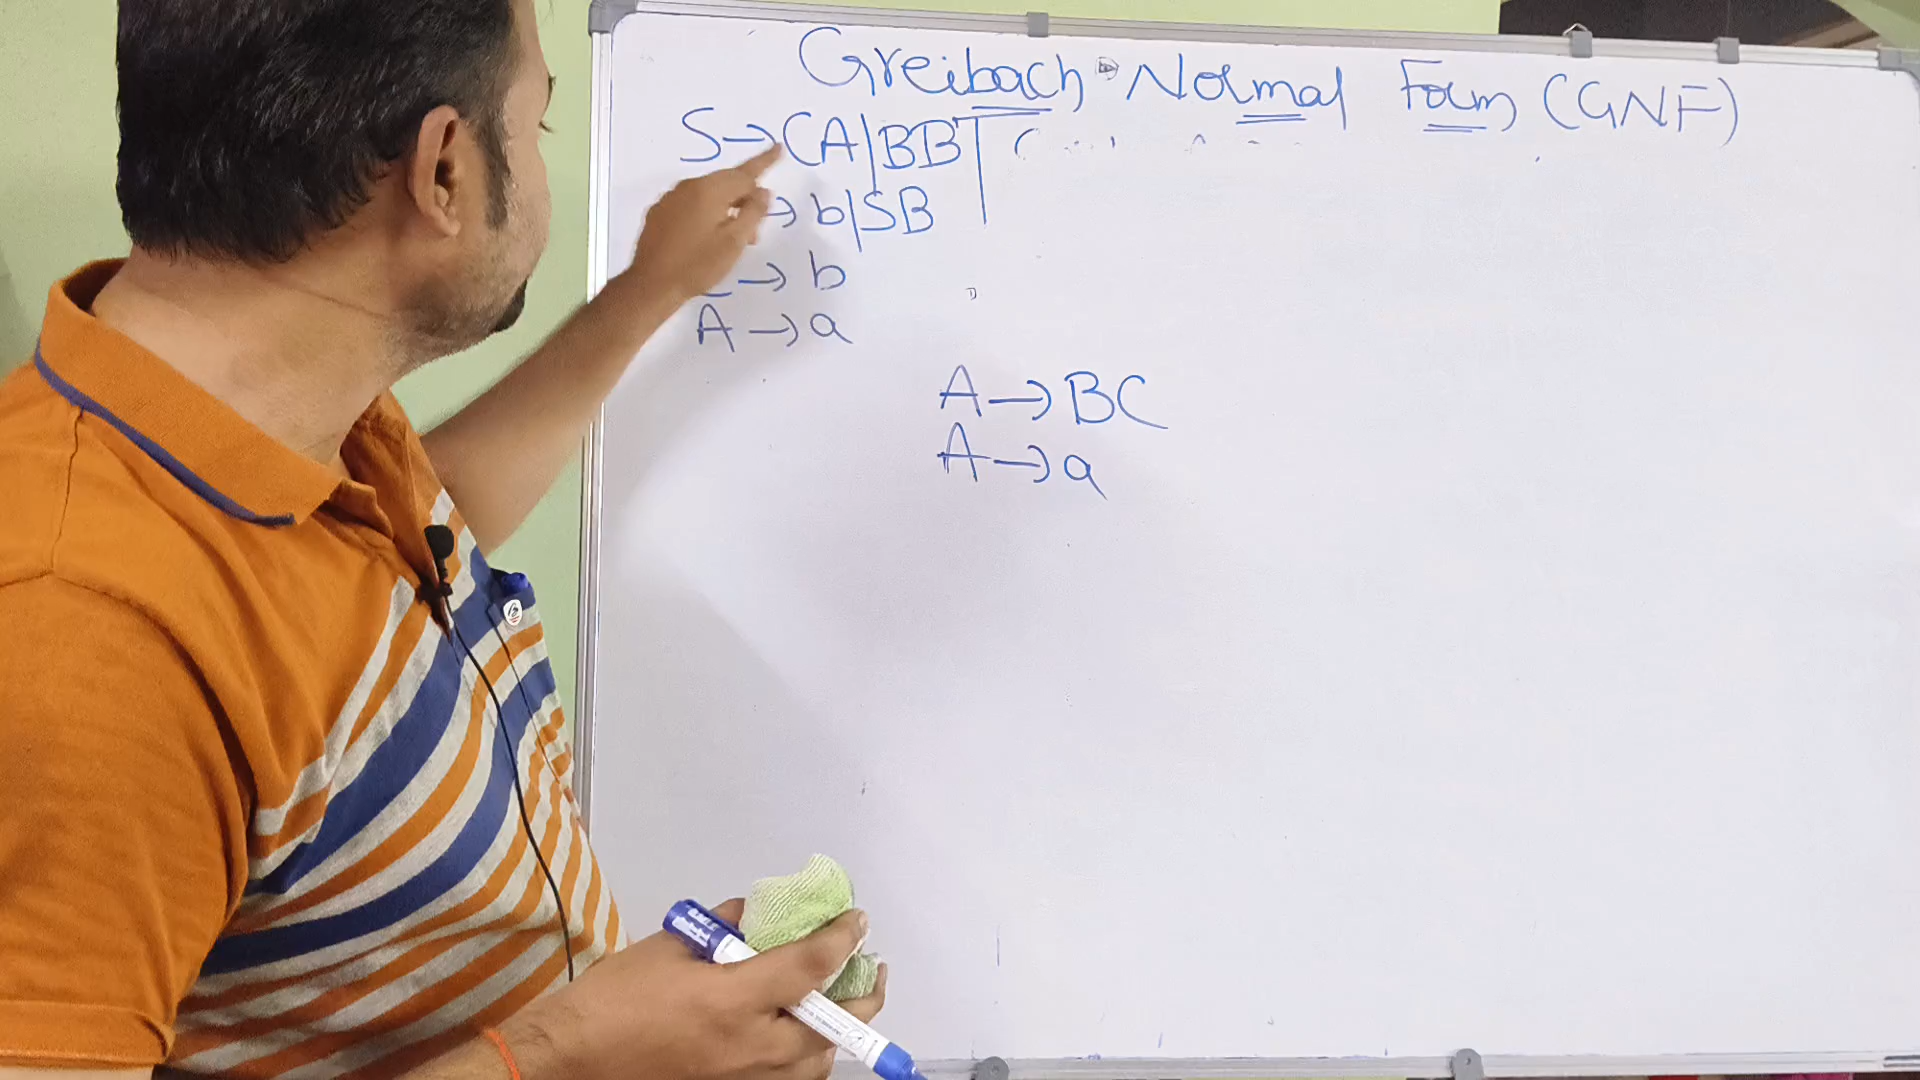 Greibach Normal Form (GNF)
S → CA|BB
→ b|SB
→ b
A → a
A → BC
A → a